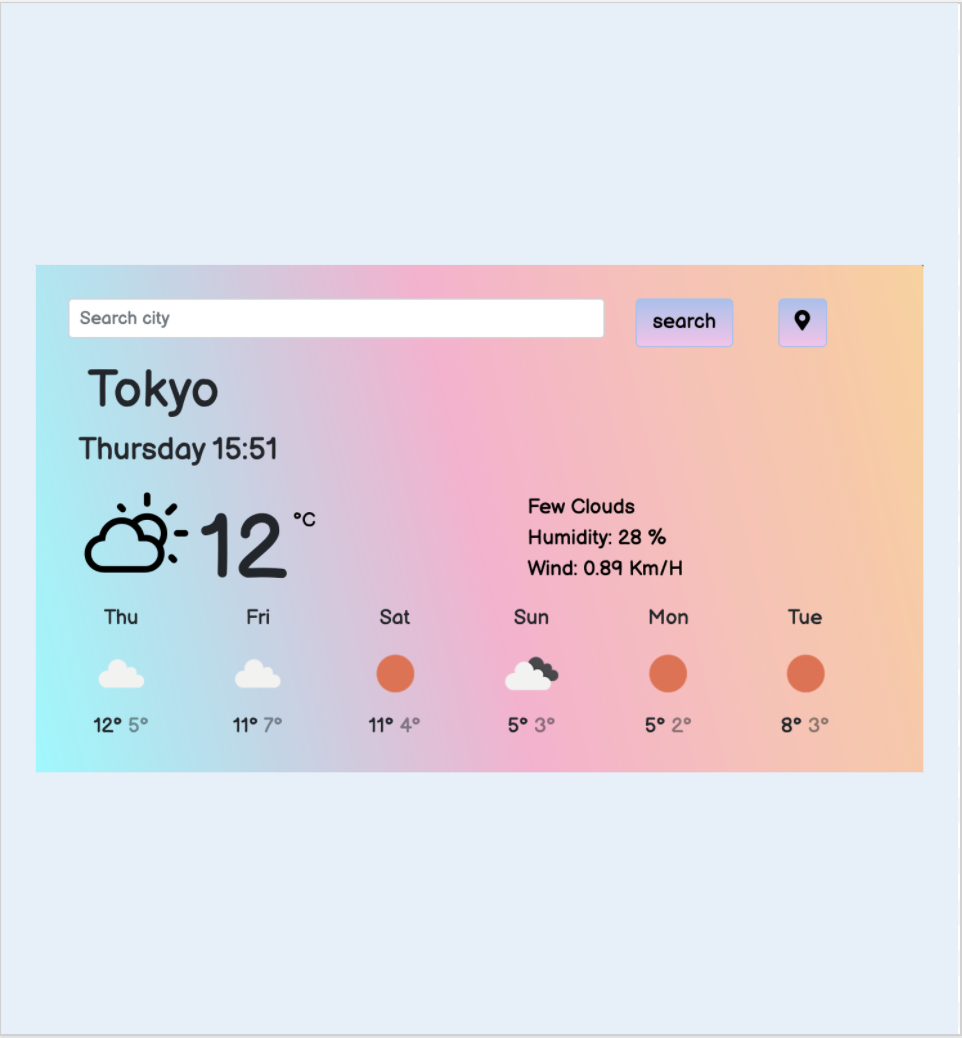 Search city
search
Tokyo
Thursday 15:51
12 °C
Few Clouds
Humidity: 28 %
Wind: 0.89 Km/H
Thu Fri Sat Sun Mon Tue
12° 5° 11° 7° 11° 4° 5° 3° 5° 2° 8° 3°